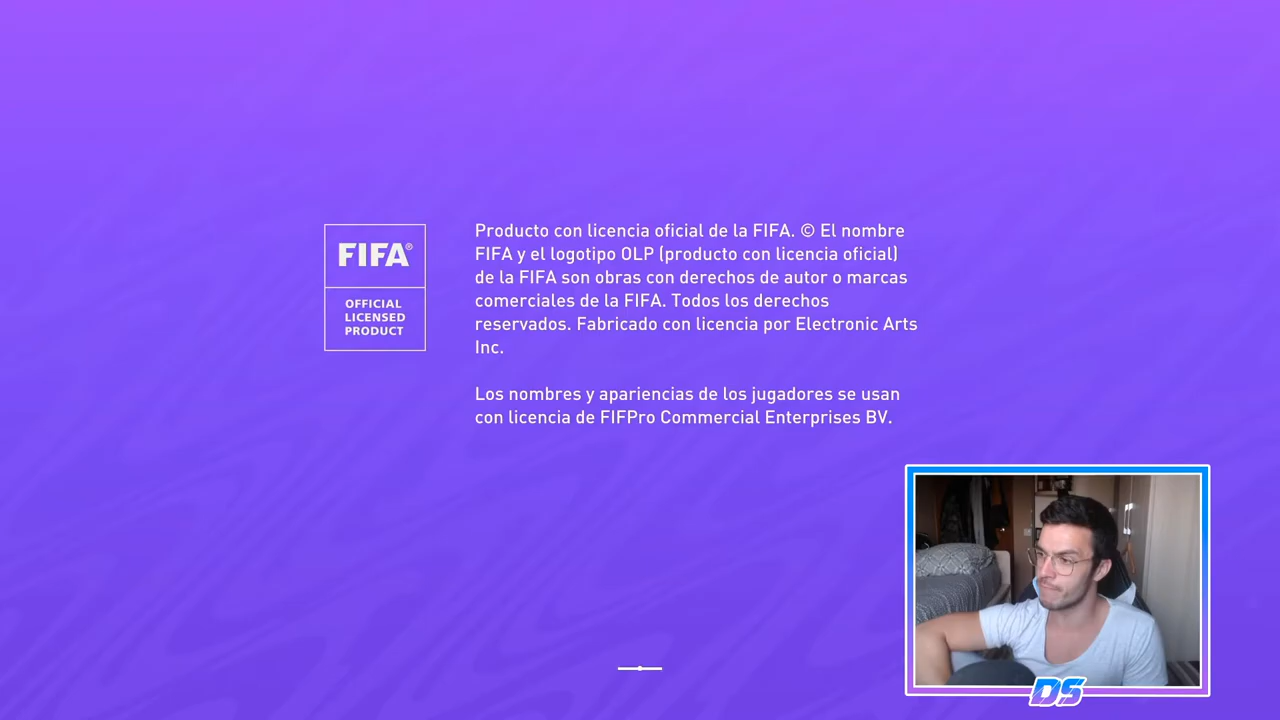 FIFA®
OFFICIAL
LICENSED
PRODUCT
Producto con licencia oficial de la FIFA. © El nombre
FIFA y el logotipo OLP (producto con licencia oficial)
de la FIFA son obras con derechos de autor o marcas
comerciales de la FIFA. Todos los derechos
reservados. Fabricado con licencia por Electronic Arts
Inc.
Los nombres y apariencias de los jugadores se usan
con licencia de FIFPro Commercial Enterprises BV.
DS